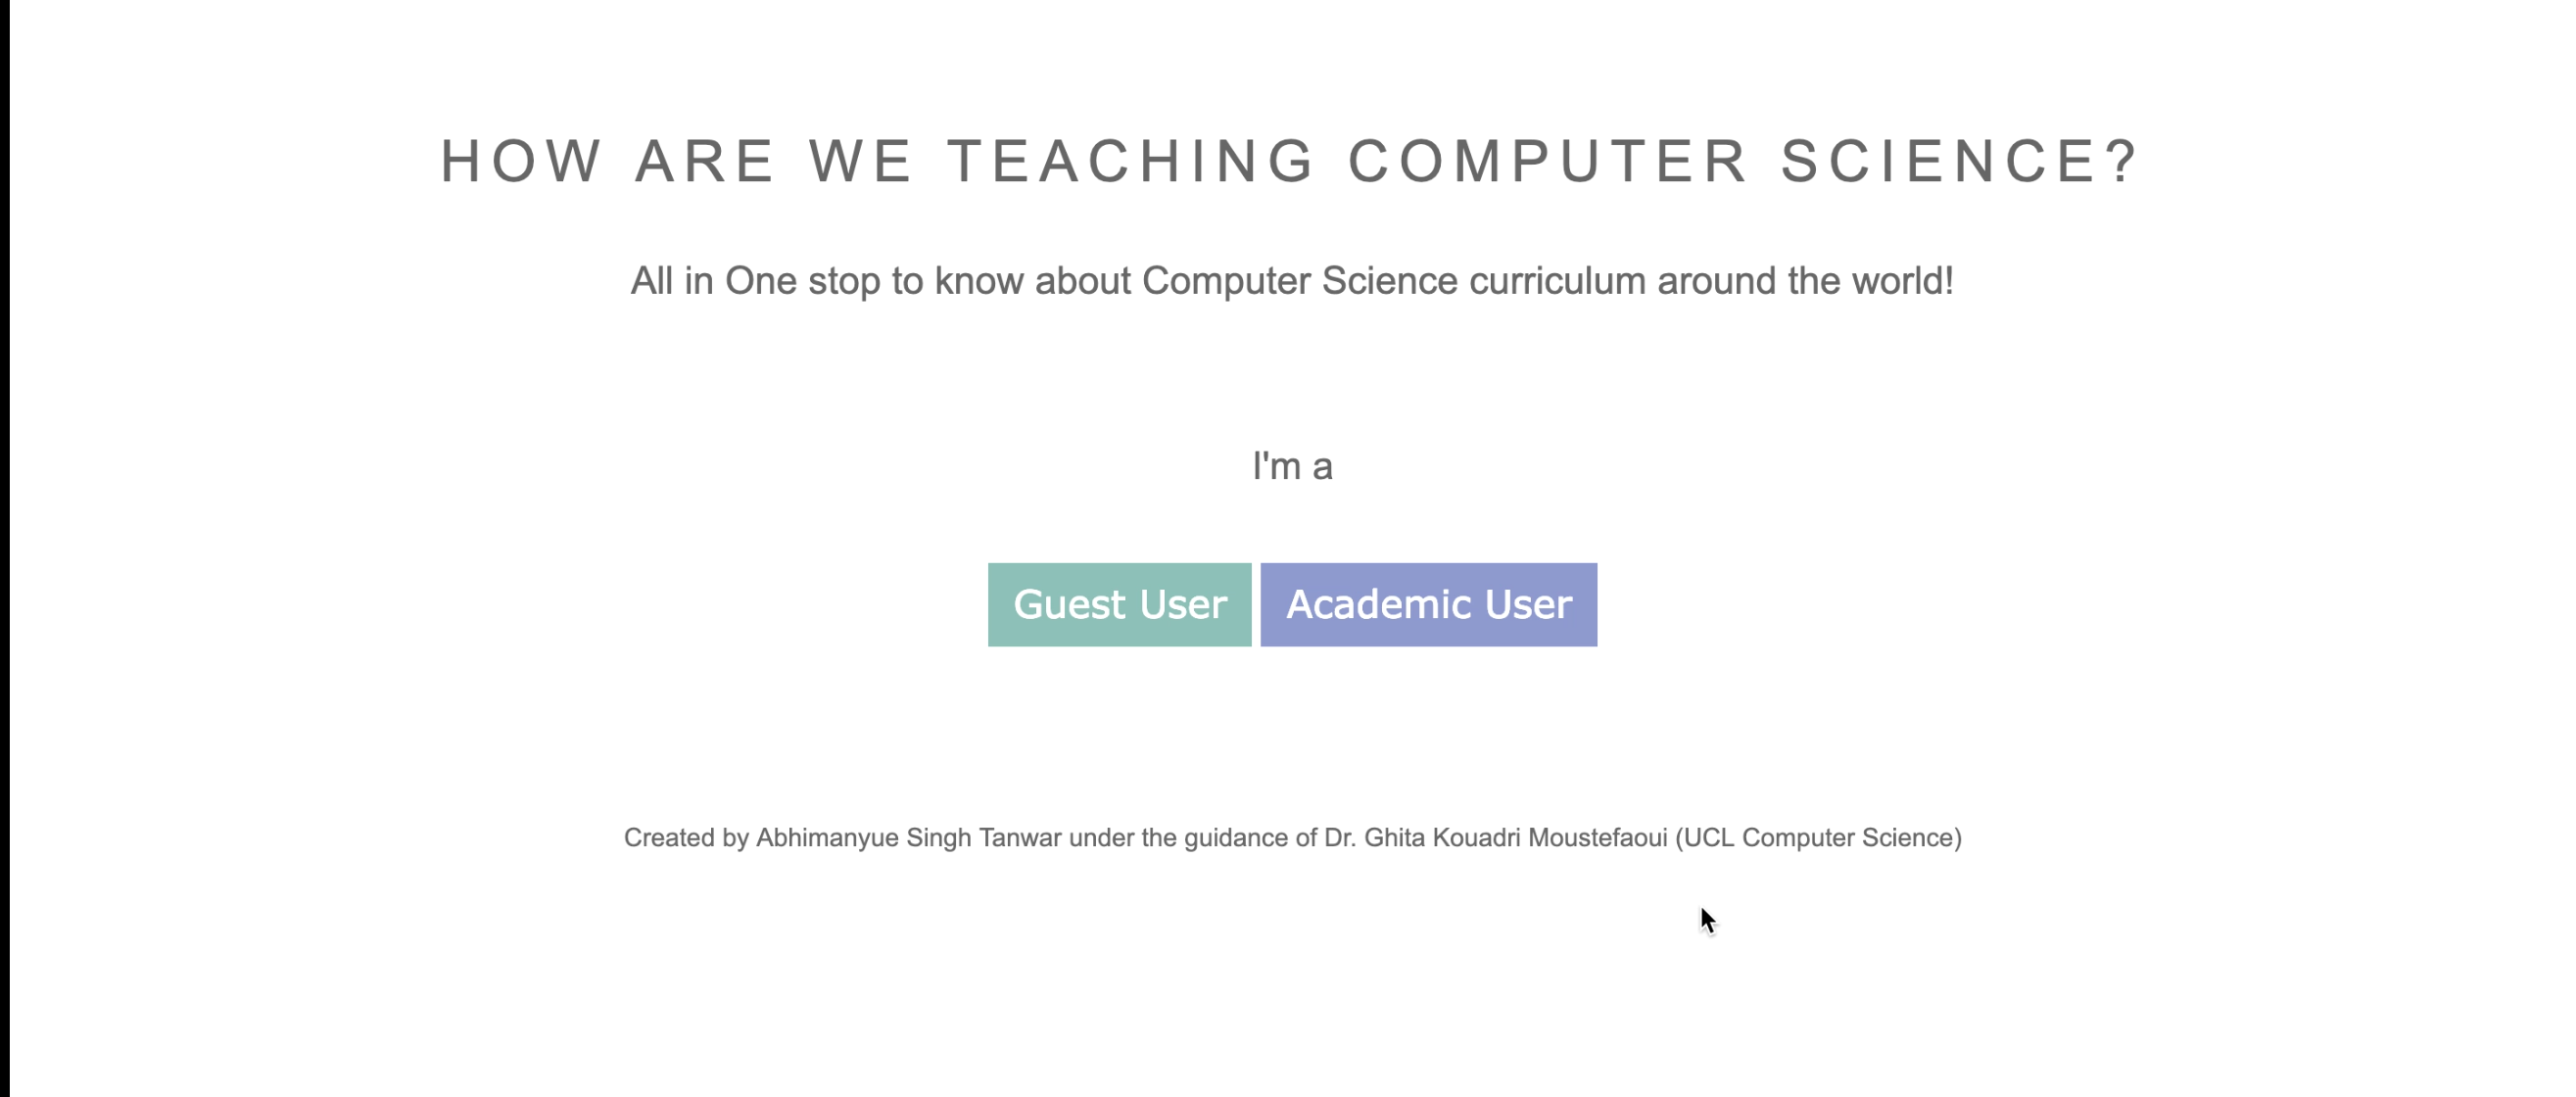 HOW ARE WE TEACHING COMPUTER SCIENCE?
All in One stop to know about Computer Science curriculum around the world!
I'm a
Guest User Academic User
Created by Abhimanyue Singh Tanwar under the guidance of Dr. Ghita Kouadri Moustefaoui (UCL Computer Science)